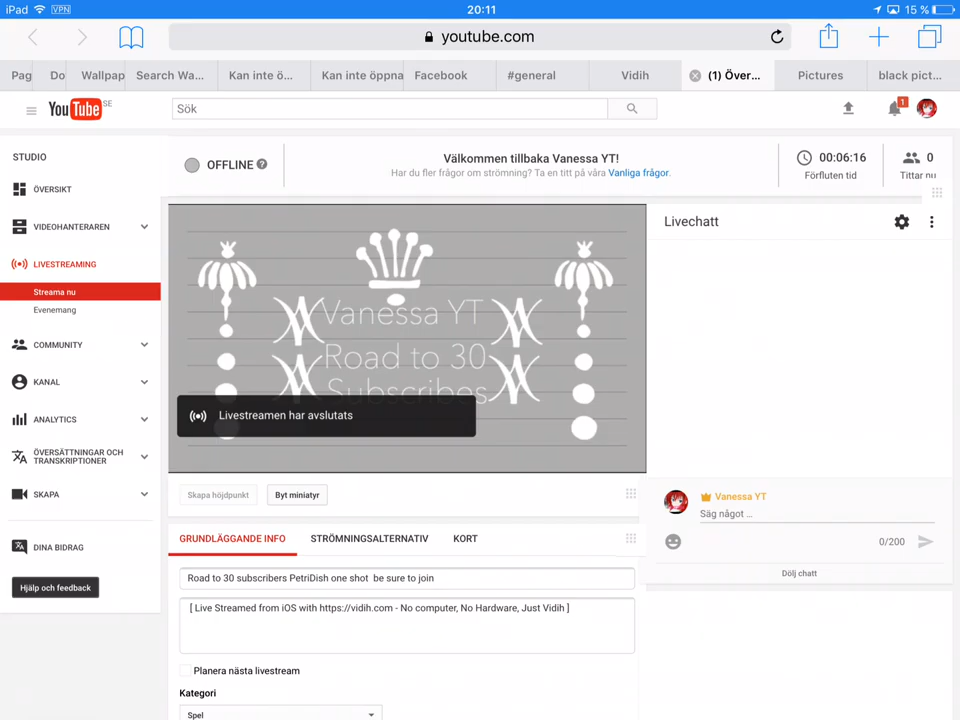 iPad VPN 20:11 15 %
youtube.com
Pag Do Wallpap Search Wa... Kan inte ö... Kan inte öppna Facebook #general Vidih (1) Över... Pictures black pict...
YouTube SE Sök 1
STUDIO
ÖVERSIKT
VIDEOHANTERAREN
LIVESTREAMING
Streama nu
Evenemang
COMMUNITY
KANAL
ANALYTICS
ÖVERSÄTTNINGAR OCH
TRANSKRIPTIONER
SKAPA
DINA BIDRAG
Hjälp och feedback
OFFLINE ?
Välkommen tillbaka Vanessa YT!
Har du fler frågor om strömning? Ta en titt på våra Vanliga frågor.
00:06:16
Förfluten tid
0
Tittar nu
Vanessa YT
Road to 30
Subscribes
Livestreamen har avslutats
Skapa höjdpunkt Byt miniatyr
GRUNDLÄGGANDE INFO STRÖMNINGSALTERNATIV KORT
Road to 30 subscribers PetriDish one shot be sure to join
[ Live Streamed from iOS with https://vidih.com - No computer, No Hardware, Just Vidih ]
Planera nästa livestream
Kategori
Spel
Livechatt
Vanessa YT
Säg något ...
0/200
Dölj chatt